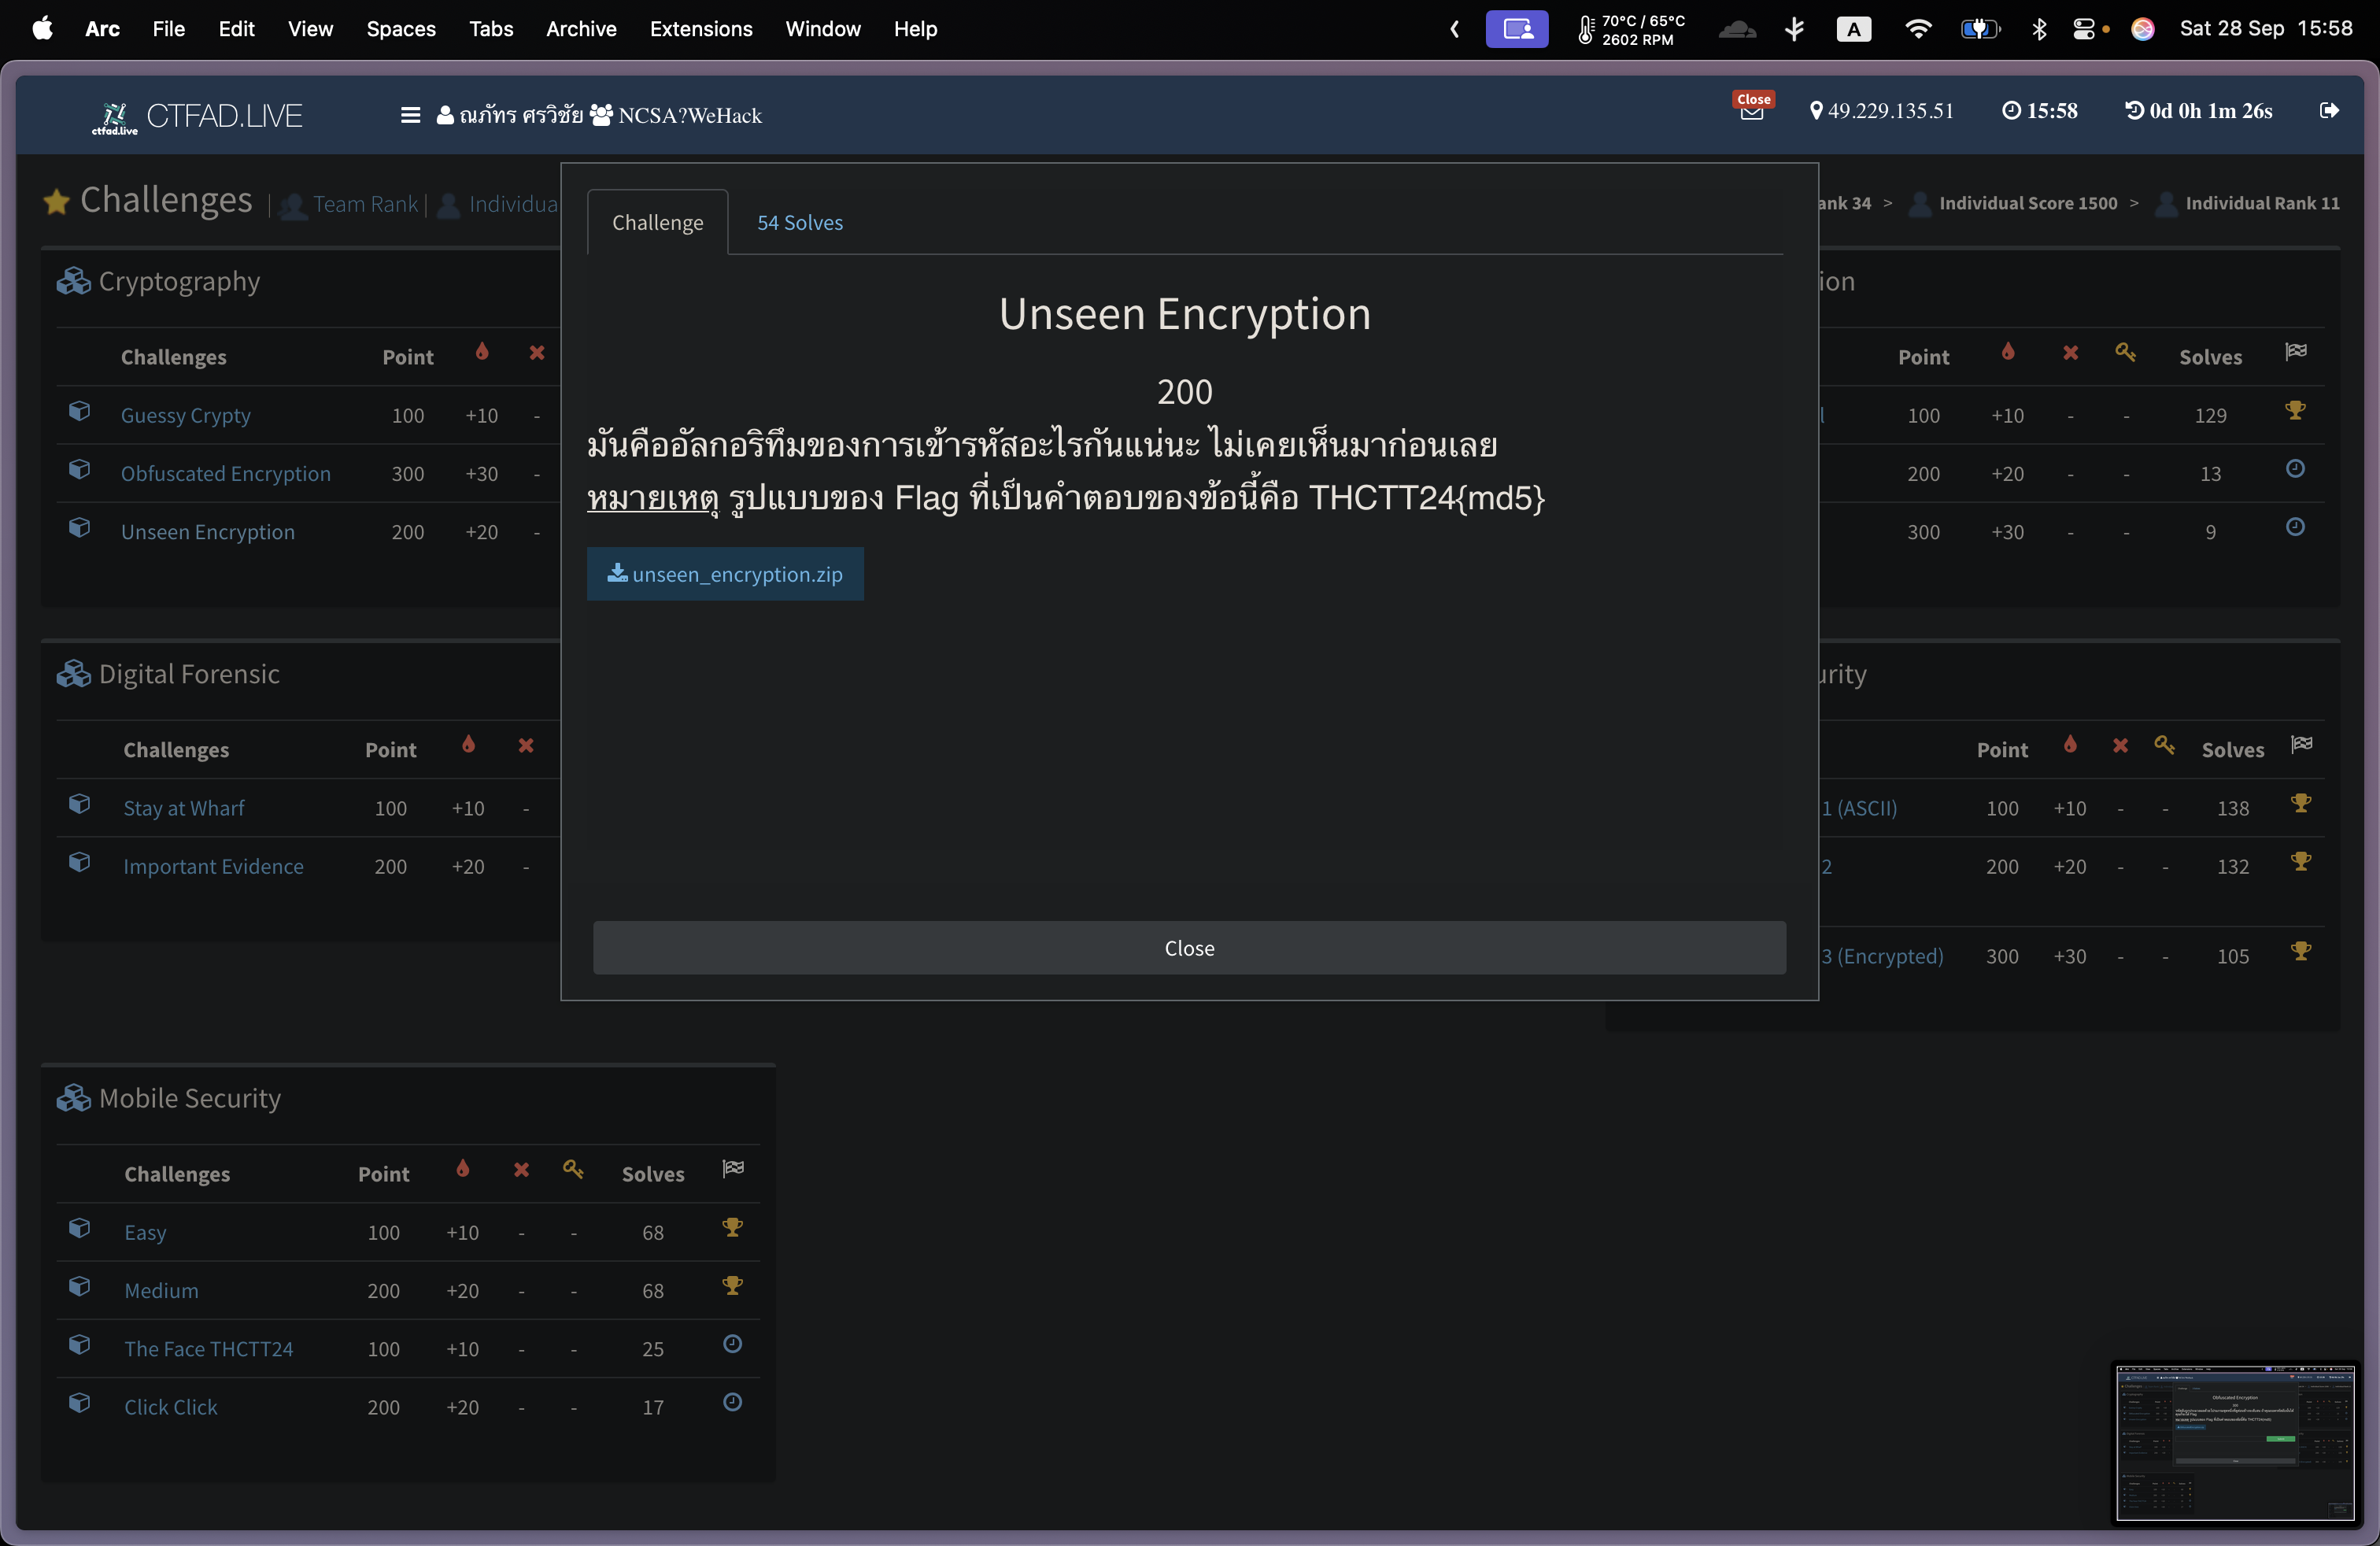 Arc File Edit View Spaces Tabs Archive Extensions Window Help
70°C / 65°C
2602 RPM
A
Sat 28 Sep 15:58
ctfad.live CTFAD.LIVE
ณภัทร ศรวิชัย NCSA?WeHack
Close
49.229.135.51
15:58
0d 0h 1m 26s
Challenges | Team Rank | Individua
ank 34 > Individual Score 1500 > Individual Rank 11
Challenge
54 Solves
Unseen Encryption
200
มันคืออัลกอริทึมของการเข้ารหัสอะไรกันแน่นะ ไม่เคยเห็นมาก่อนเลย
หมายเหตุ รูปแบบของ Flag ที่เป็นคำตอบของข้อนี้คือ THCTT24{md5}
unseen_encryption.zip
Close
Cryptography
Challenges Point
Guessy Crypty 100 +10 -
Obfuscated Encryption 300 +30 -
Unseen Encryption 200 +20 -
ion
Point Solves
l 100 +10 - - 129
200 +20 - - 13
300 +30 - - 9
Digital Forensic
Challenges Point
Stay at Wharf 100 +10 -
Important Evidence 200 +20 -
urity
Point Solves
1 (ASCII) 100 +10 - - 138
2 200 +20 - - 132
3 (Encrypted) 300 +30 - - 105
Mobile Security
Challenges Point Solves
Easy 100 +10 - - 68
Medium 200 +20 - - 68
The Face THCTT24 100 +10 - - 25
Click Click 200 +20 - - 17